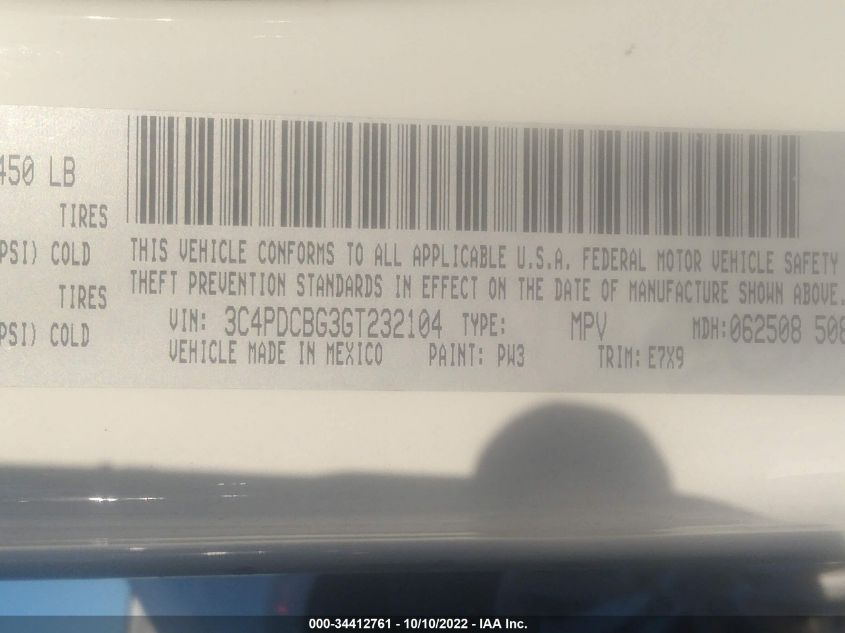 450 LB
TIRES
PSI) COLD
TIRES
PSI) COLD
THIS VEHICLE CONFORMS TO ALL APPLICABLE U.S.A. FEDERAL MOTOR VEHICLE SAFETY
THEFT PREVENTION STANDARDS IN EFFECT ON THE DATE OF MANUFACTURE SHOWN ABOVE.
VIN: 3C4PDCBG3GT232104 TYPE: MPV MDH:062508 508
VEHICLE MADE IN MEXICO PAINT: PW3 TRIM: E7X9
000-34412761 - 10/10/2022 - IAA Inc.